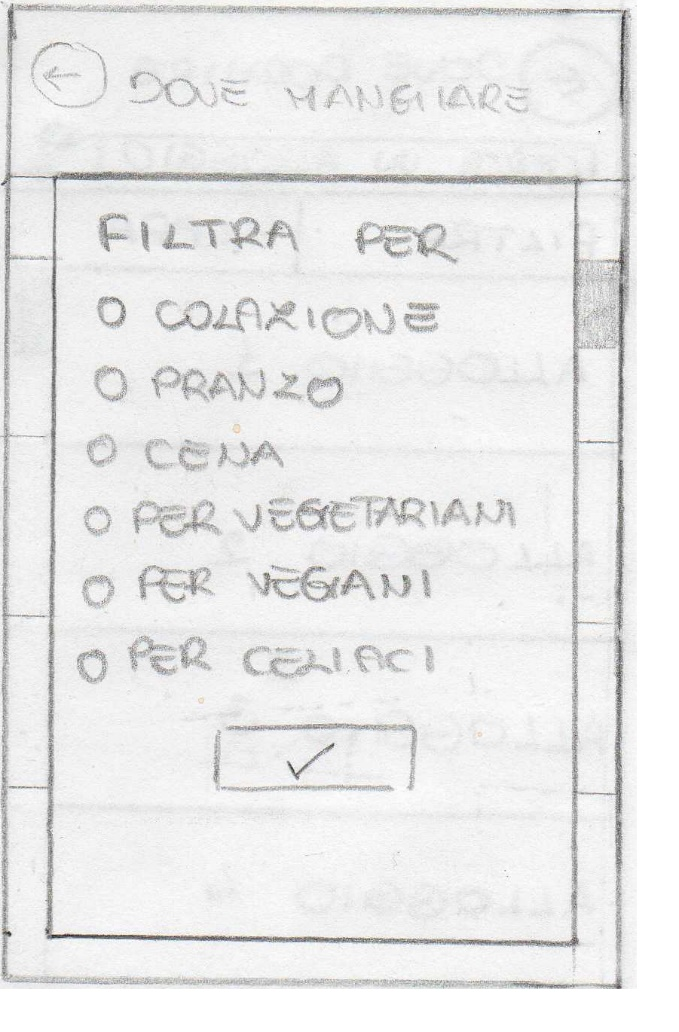 DOVE MANGIARE
FILTRA PER
COLAZIONE
PRANZO
CENA
PER VEGETARIANI
PER VEGANI
PER CELIACI